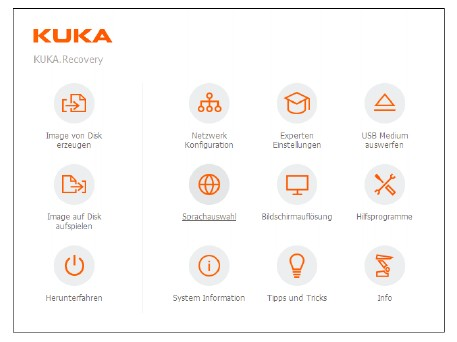 KUKA
KUKA.Recovery
Image von Disk
erzeugen
Netzwerk
Konfiguration
Experten
Einstellungen
USB Medium
auswerfen
Image auf Disk
aufspielen
Sprachauswahl
Bildschirmauflösung
Hilfsprogramme
Herunterfahren
System Information
Tipps und Tricks
Info